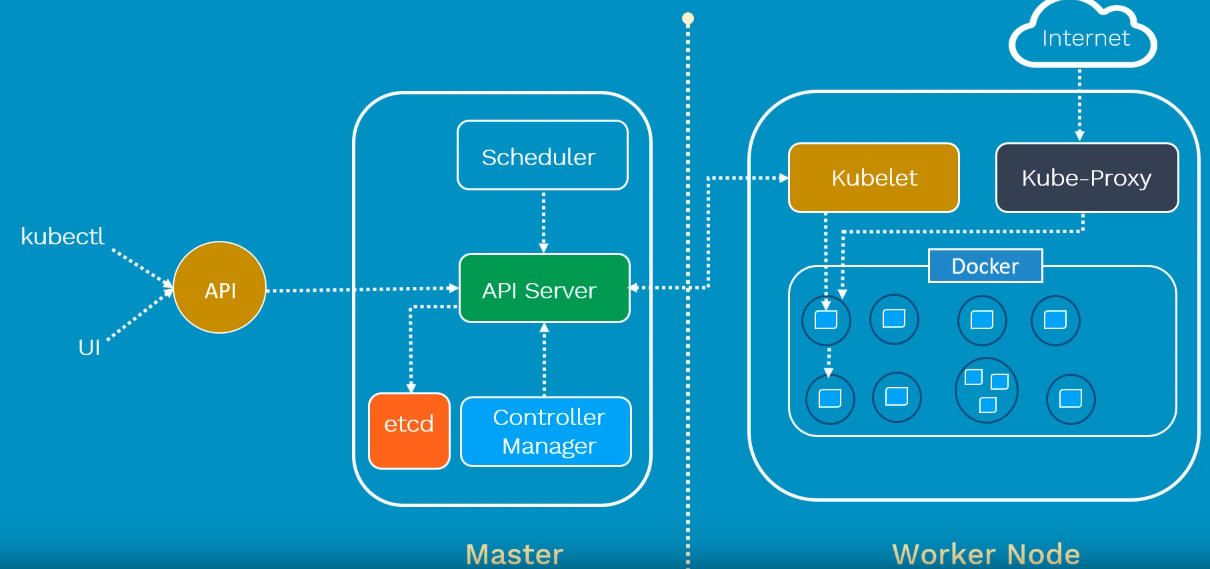 Internet
Scheduler
Kubelet
Kube-Proxy
kubectl
API
API Server
Docker
UI
etcd
Controller
Manager
Master
Worker Node